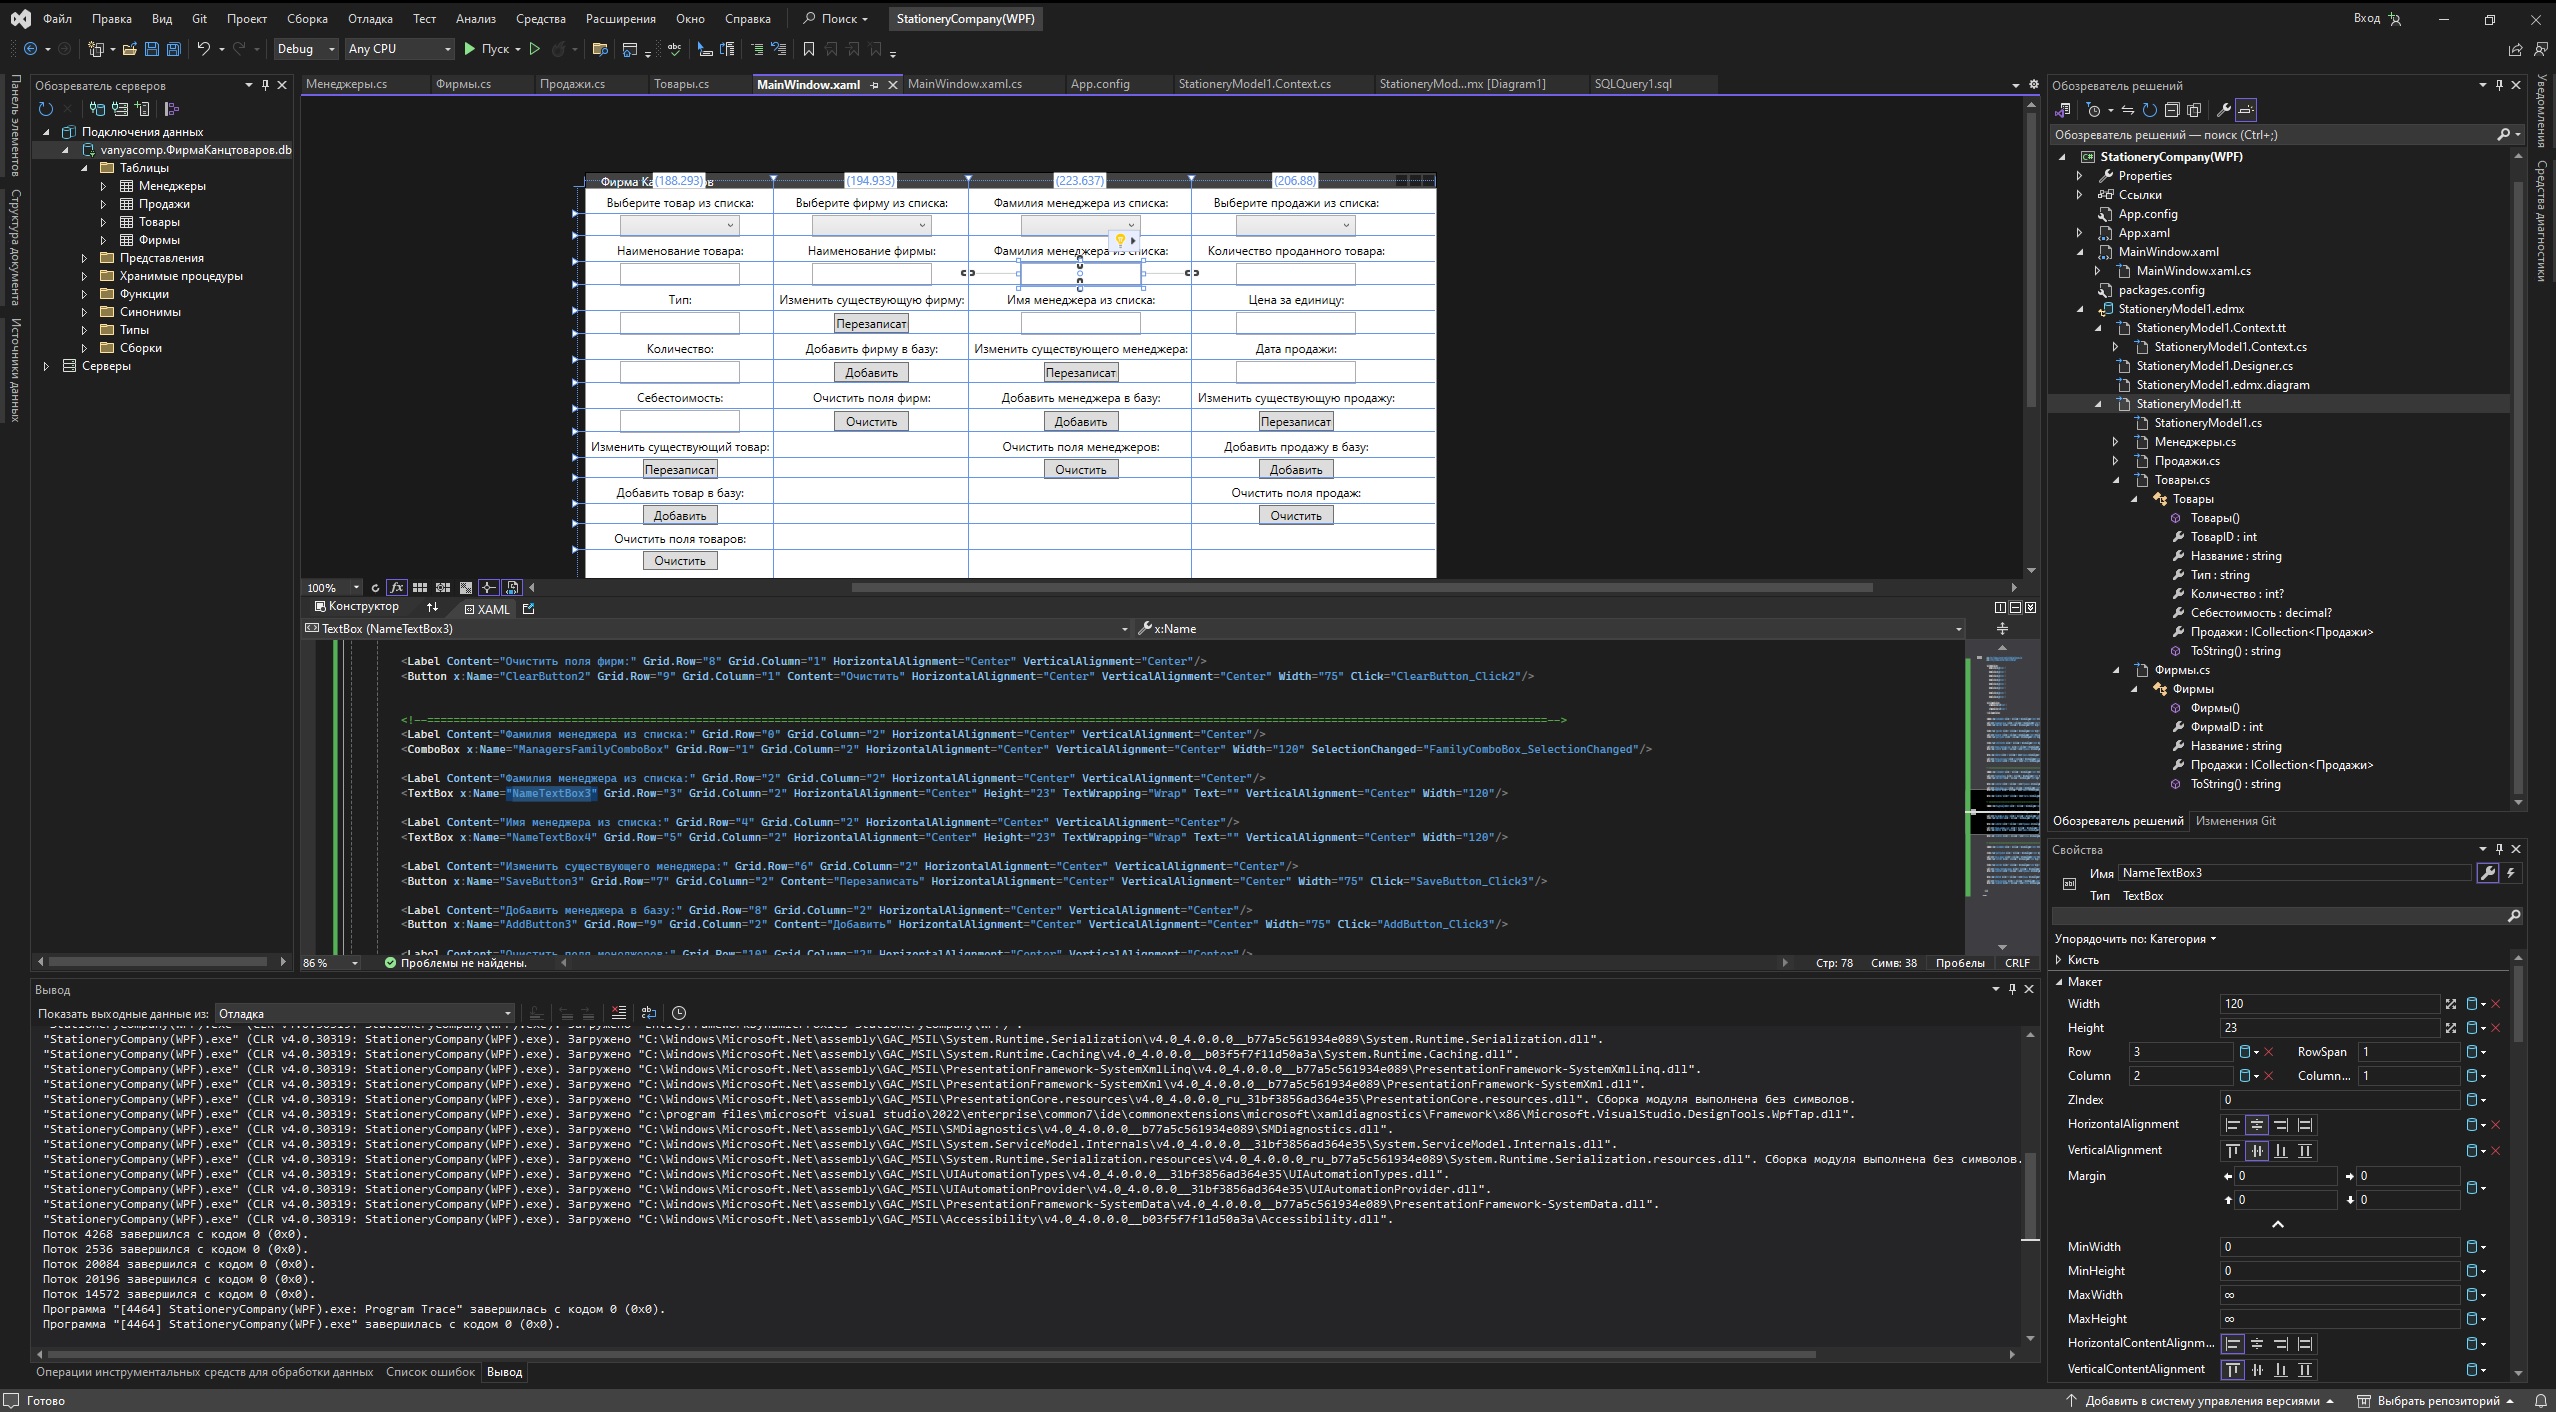 Файл Правка Вид Git Проект Сборка Отладка Тест Анализ Средства Расширения Окно Справка Поиск StationeryCompany(WPF) Вход
Debug Any CPU Пуск
Панель элементов
Структура документа
Источники данных
Обозреватель серверов
Подключения данных
vanyacomp.ФирмаКанцтоваров.db
Таблицы
Менеджеры
Продажи
Товары
Фирмы
Представления
Хранимые процедуры
Функции
Синонимы
Типы
Сборки
Серверы
Менеджеры.cs Фирмы.cs Продажи.cs Товары.cs MainWindow.xaml MainWindow.xaml.cs App.config StationeryModel1.Context.cs StationeryMod...mx [Diagram1] SQLQuery1.sql
Фирма Ка (188.293) в (194.933) (223.637) (206.88)
Выберите товар из списка: Выберите фирму из списка: Фамилия менеджера из списка: Выберите продажи из списка:
Наименование товара: Наименование фирмы: Фамилия менеджера из списка: Количество проданного товара:
Тип: Изменить существующую фирму: Имя менеджера из списка: Цена за единицу:
Перезаписат
Количество: Добавить фирму в базу: Изменить существующего менеджера: Дата продажи:
Добавить Перезаписат
Себестоимость: Очистить поля фирм: Добавить менеджера в базу: Изменить существующую продажу:
Очистить Добавить Перезаписат
Изменить существующий товар: Очистить поля менеджеров: Добавить продажу в базу:
Перезаписат Очистить Добавить
Добавить товар в базу: Очистить поля продаж:
Добавить Очистить
Очистить поля товаров:
Очистить
100%
Конструктор XAML
TextBox (NameTextBox3) x:Name
<Label Content="Очистить поля фирм:" Grid.Row="8" Grid.Column="1" HorizontalAlignment="Center" VerticalAlignment="Center"/>
<Button x:Name="ClearButton2" Grid.Row="9" Grid.Column="1" Content="Очистить" HorizontalAlignment="Center" VerticalAlignment="Center" Width="75" Click="ClearButton_Click2"/>
<Label Content="Фамилия менеджера из списка:" Grid.Row="0" Grid.Column="2" HorizontalAlignment="Center" VerticalAlignment="Center"/>
<ComboBox x:Name="ManagersFamilyComboBox" Grid.Row="1" Grid.Column="2" HorizontalAlignment="Center" VerticalAlignment="Center" Width="120" SelectionChanged="FamilyComboBox_SelectionChanged"/>
<Label Content="Фамилия менеджера из списка:" Grid.Row="2" Grid.Column="2" HorizontalAlignment="Center" VerticalAlignment="Center"/>
<TextBox x:Name="NameTextBox3" Grid.Row="3" Grid.Column="2" HorizontalAlignment="Center" Height="23" TextWrapping="Wrap" Text="" VerticalAlignment="Center" Width="120"/>
<Label Content="Имя менеджера из списка:" Grid.Row="4" Grid.Column="2" HorizontalAlignment="Center" VerticalAlignment="Center"/>
<TextBox x:Name="NameTextBox4" Grid.Row="5" Grid.Column="2" HorizontalAlignment="Center" Height="23" TextWrapping="Wrap" Text="" VerticalAlignment="Center" Width="120"/>
<Label Content="Изменить существующего менеджера:" Grid.Row="6" Grid.Column="2" HorizontalAlignment="Center" VerticalAlignment="Center"/>
<Button x:Name="SaveButton3" Grid.Row="7" Grid.Column="2" Content="Перезаписать" HorizontalAlignment="Center" VerticalAlignment="Center" Width="75" Click="SaveButton_Click3"/>
<Label Content="Добавить менеджера в базу:" Grid.Row="8" Grid.Column="2" HorizontalAlignment="Center" VerticalAlignment="Center"/>
<Button x:Name="AddButton3" Grid.Row="9" Grid.Column="2" Content="Добавить" HorizontalAlignment="Center" VerticalAlignment="Center" Width="75" Click="AddButton_Click3"/>
<Label Content="Очистить поля менеджеров:" Grid.Row="10" Grid.Column="2" HorizontalAlignment="Center" VerticalAlignment="Center"/>
86 % Проблемы не найдены. Стр: 78 Симв: 38 Пробелы CRLF
Вывод
Показать выходные данные из: Отладка
"StationeryCompany(WPF).exe" (CLR v4.0.30319: StationeryCompany(WPF).exe). Загружено "EntityFrameworkDynamicProxies-StationeryCompany(WPF)".
"StationeryCompany(WPF).exe" (CLR v4.0.30319: StationeryCompany(WPF).exe). Загружено "C:\Windows\Microsoft.Net\assembly\GAC_MSIL\System.Runtime.Serialization\v4.0_4.0.0.0__b77a5c561934e089\System.Runtime.Serialization.dll".
"StationeryCompany(WPF).exe" (CLR v4.0.30319: StationeryCompany(WPF).exe). Загружено "C:\Windows\Microsoft.Net\assembly\GAC_MSIL\System.Runtime.Caching\v4.0_4.0.0.0__b03f5f7f11d50a3a\System.Runtime.Caching.dll".
"StationeryCompany(WPF).exe" (CLR v4.0.30319: StationeryCompany(WPF).exe). Загружено "C:\Windows\Microsoft.Net\assembly\GAC_MSIL\PresentationFramework-SystemXmlLinq\v4.0_4.0.0.0__b77a5c561934e089\PresentationFramework-SystemXmlLinq.dll".
"StationeryCompany(WPF).exe" (CLR v4.0.30319: StationeryCompany(WPF).exe). Загружено "C:\Windows\Microsoft.Net\assembly\GAC_MSIL\PresentationFramework-SystemXml\v4.0_4.0.0.0__b77a5c561934e089\PresentationFramework-SystemXml.dll".
"StationeryCompany(WPF).exe" (CLR v4.0.30319: StationeryCompany(WPF).exe). Загружено "C:\Windows\Microsoft.Net\assembly\GAC_MSIL\PresentationCore.resources\v4.0_4.0.0.0_ru_31bf3856ad364e35\PresentationCore.resources.dll". Сборка модуля выполнена без символов.
"StationeryCompany(WPF).exe" (CLR v4.0.30319: StationeryCompany(WPF).exe). Загружено "c:\program files\microsoft visual studio\2022\enterprise\common7\ide\commonextensions\microsoft\xamldiagnostics\Framework\x86\Microsoft.VisualStudio.DesignTools.WpfTap.dll".
"StationeryCompany(WPF).exe" (CLR v4.0.30319: StationeryCompany(WPF).exe). Загружено "C:\Windows\Microsoft.Net\assembly\GAC_MSIL\SMDiagnostics\v4.0_4.0.0.0__b77a5c561934e089\SMDiagnostics.dll".
"StationeryCompany(WPF).exe" (CLR v4.0.30319: StationeryCompany(WPF).exe). Загружено "C:\Windows\Microsoft.Net\assembly\GAC_MSIL\System.ServiceModel.Internals\v4.0_4.0.0.0__31bf3856ad364e35\System.ServiceModel.Internals.dll".
"StationeryCompany(WPF).exe" (CLR v4.0.30319: StationeryCompany(WPF).exe). Загружено "C:\Windows\Microsoft.Net\assembly\GAC_MSIL\System.Runtime.Serialization.resources\v4.0_4.0.0.0_ru_b77a5c561934e089\System.Runtime.Serialization.resources.dll". Сборка модуля выполнена без символов.
"StationeryCompany(WPF).exe" (CLR v4.0.30319: StationeryCompany(WPF).exe). Загружено "C:\Windows\Microsoft.Net\assembly\GAC_MSIL\UIAutomationTypes\v4.0_4.0.0.0__31bf3856ad364e35\UIAutomationTypes.dll".
"StationeryCompany(WPF).exe" (CLR v4.0.30319: StationeryCompany(WPF).exe). Загружено "C:\Windows\Microsoft.Net\assembly\GAC_MSIL\UIAutomationProvider\v4.0_4.0.0.0__31bf3856ad364e35\UIAutomationProvider.dll".
"StationeryCompany(WPF).exe" (CLR v4.0.30319: StationeryCompany(WPF).exe). Загружено "C:\Windows\Microsoft.Net\assembly\GAC_MSIL\PresentationFramework-SystemData\v4.0_4.0.0.0__b77a5c561934e089\PresentationFramework-SystemData.dll".
"StationeryCompany(WPF).exe" (CLR v4.0.30319: StationeryCompany(WPF).exe). Загружено "C:\Windows\Microsoft.Net\assembly\GAC_MSIL\Accessibility\v4.0_4.0.0.0__b03f5f7f11d50a3a\Accessibility.dll".
Поток 4268 завершился с кодом 0 (0x0).
Поток 2536 завершился с кодом 0 (0x0).
Поток 20084 завершился с кодом 0 (0x0).
Поток 20196 завершился с кодом 0 (0x0).
Поток 14572 завершился с кодом 0 (0x0).
Программа "[4464] StationeryCompany(WPF).exe: Program Trace" завершилась с кодом 0 (0x0).
Программа "[4464] StationeryCompany(WPF).exe" завершилась с кодом 0 (0x0).
Операции инструментальных средств для обработки данных Список ошибок Вывод
Обозреватель решений
Обозреватель решений — поиск (Ctrl+;)
StationeryCompany(WPF)
Properties
Ссылки
App.config
App.xaml
MainWindow.xaml
MainWindow.xaml.cs
packages.config
StationeryModel1.edmx
StationeryModel1.Context.tt
StationeryModel1.Context.cs
StationeryModel1.Designer.cs
StationeryModel1.edmx.diagram
StationeryModel1.tt
StationeryModel1.cs
Менеджеры.cs
Продажи.cs
Товары.cs
Товары
Товары()
ТоварID : int
Название : string
Тип : string
Количество : int?
Себестоимость : decimal?
Продажи : ICollection<Продажи>
ToString() : string
Фирмы.cs
Фирмы
Фирмы()
ФирмаID : int
Название : string
Продажи : ICollection<Продажи>
ToString() : string
Обозреватель решений Изменения Git
Свойства
Имя NameTextBox3
Тип TextBox
Упорядочить по: Категория
Кисть
Макет
Width 120
Height 23
Row 3 RowSpan 1
Column 2 Column... 1
ZIndex 0
HorizontalAlignment
VerticalAlignment
Margin 0 0
0 0
MinWidth 0
MinHeight 0
MaxWidth ∞
MaxHeight ∞
HorizontalContentAlignm...
VerticalContentAlignment
Уведомления
Средства диагностики
Готово Добавить в систему управления версиями Выбрать репозиторий